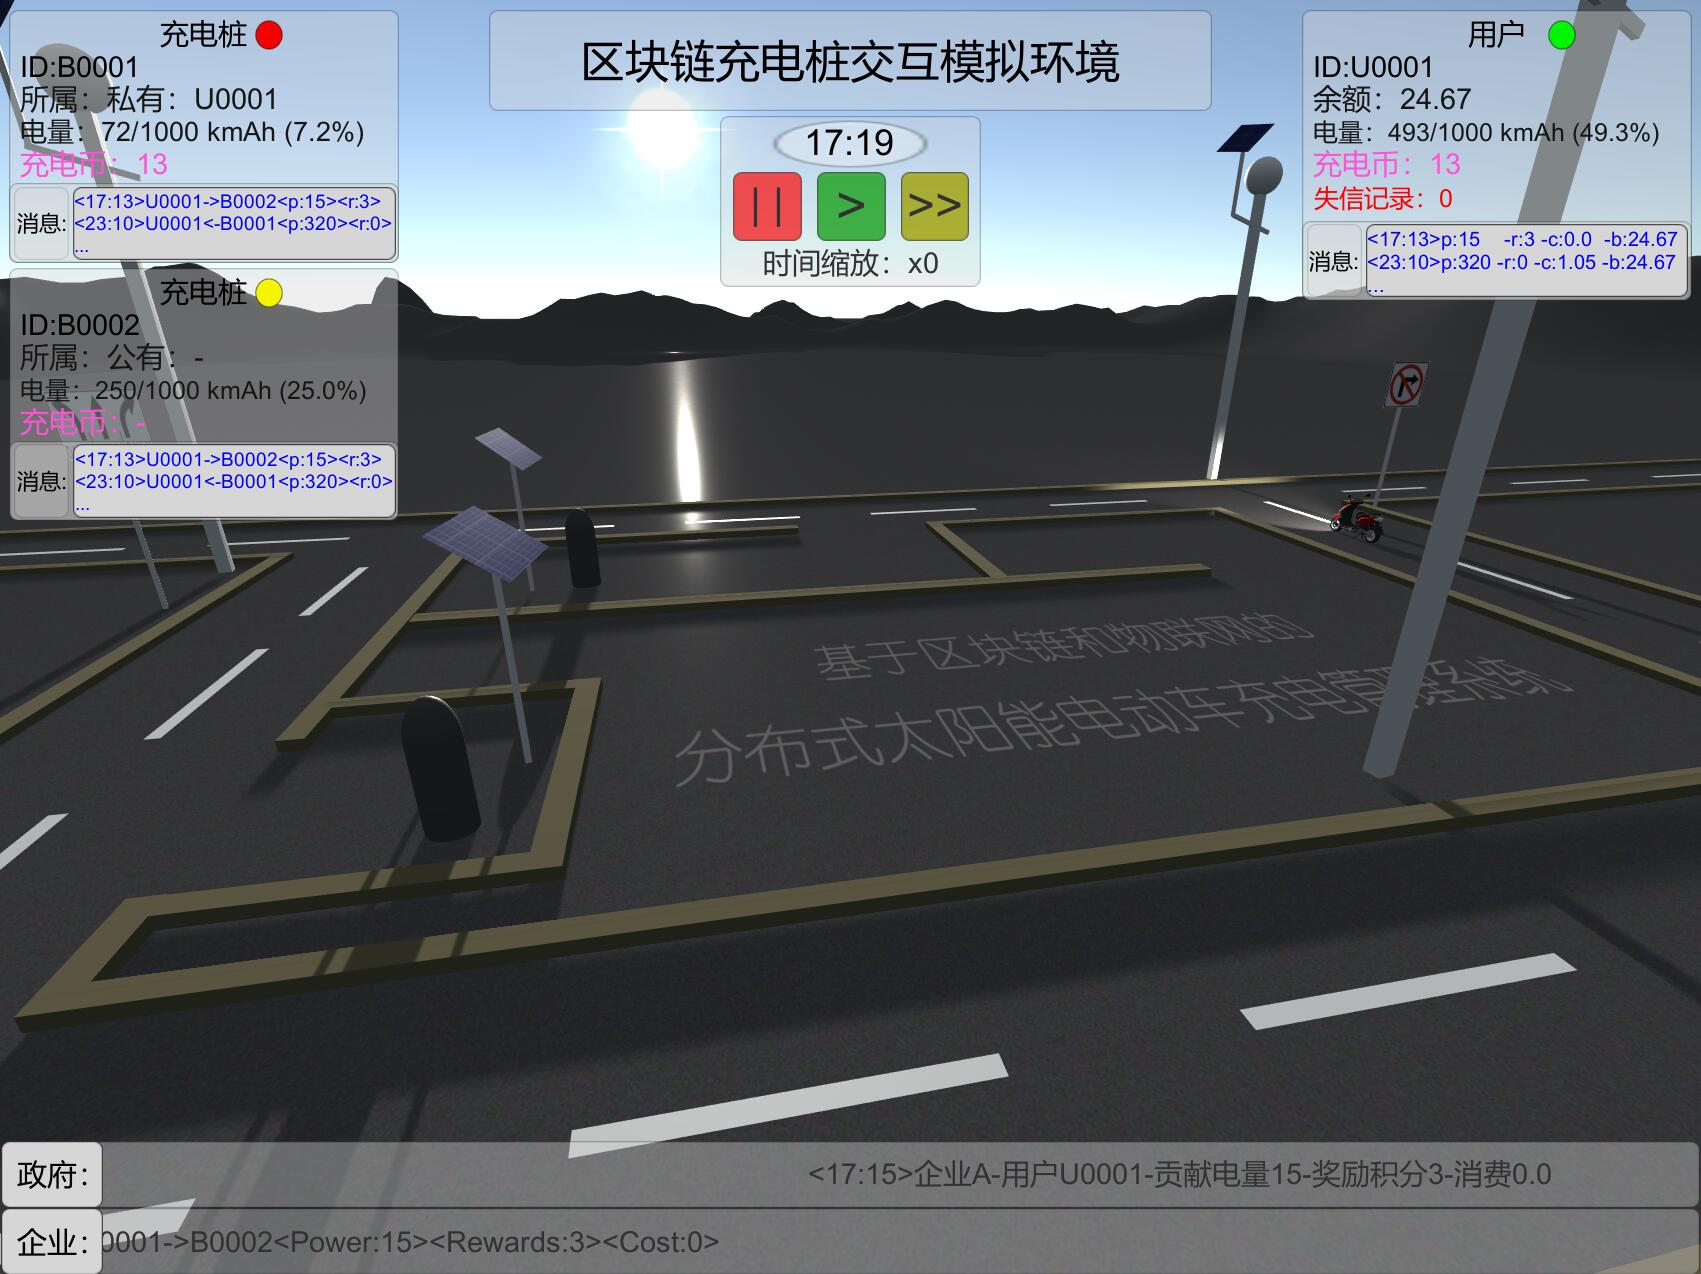 充电桩
ID:B0001
所属：私有：U0001
电量：72/1000 kmAh (7.2%)
充电币：13
消息:
<17:13>U0001->B0002<p:15><r:3>
<23:10>U0001<-B0001<p:320><r:0>
...
充电桩
ID:B0002
所属：公有：-
电量：250/1000 kmAh (25.0%)
充电币：-
消息:
<17:13>U0001->B0002<p:15><r:3>
<23:10>U0001<-B0001<p:320><r:0>
...
区块链充电桩交互模拟环境
17:19
||
>
>>
时间缩放：x0
用户
ID:U0001
余额：24.67
电量：493/1000 kmAh (49.3%)
充电币：13
失信记录：0
消息:
<17:13>p:15 -r:3 -c:0.0 -b:24.67
<23:10>p:320 -r:0 -c:1.05 -b:24.67
...
基于区块链和物联网的
分布式太阳能电动车充电管理系统
政府：
<17:15>企业A-用户U0001-贡献电量15-奖励积分3-消费0.0
企业：
0001->B0002<Power:15><Rewards:3><Cost:0>